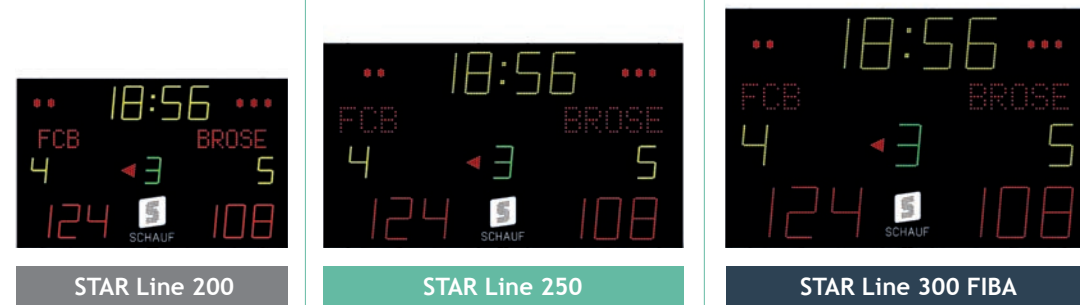 18:56
FCB BROSE
4 3 5
124 S 108
SCHAUF
STAR Line 200
18:56
FCB BROSE
4 3 5
124 S 108
SCHAUF
STAR Line 250
18:56
FCB BROSE
4 3 5
124 S 108
SCHAUF
STAR Line 300 FIBA